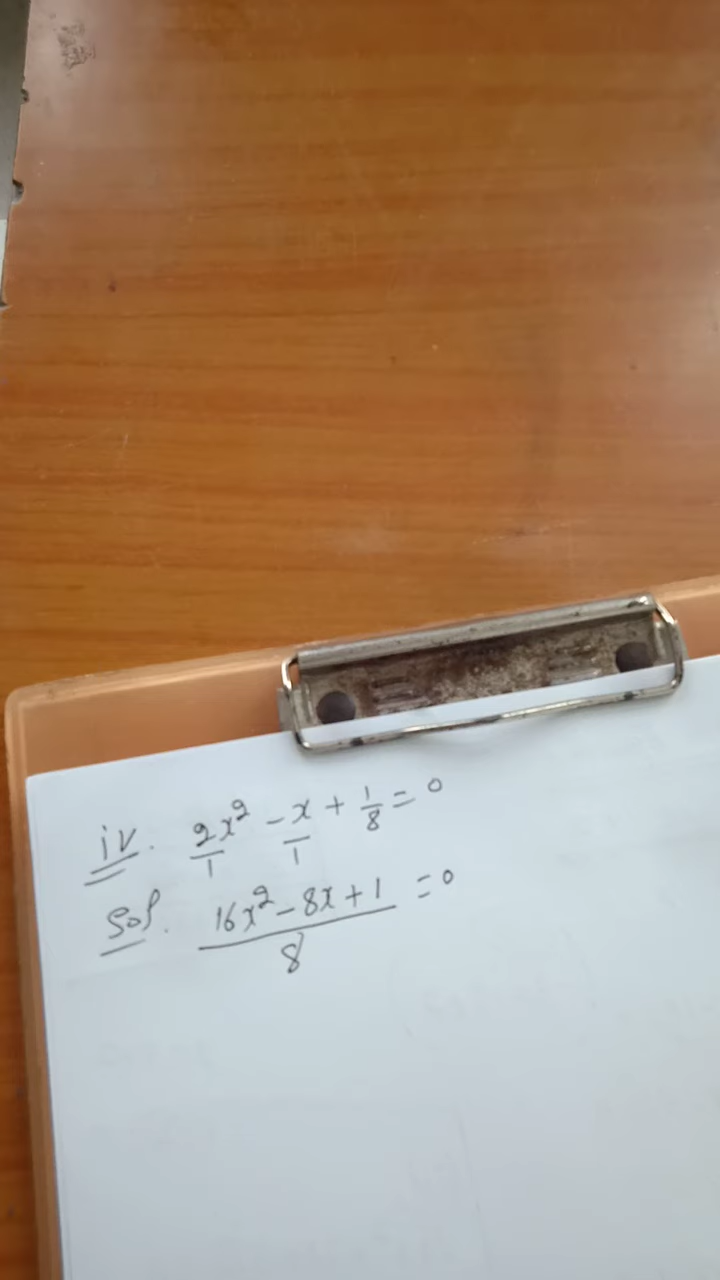 iv. 2x²/1 - x/1 + 1/8 = 0
Sol. 16x² - 8x + 1 / 8 = 0